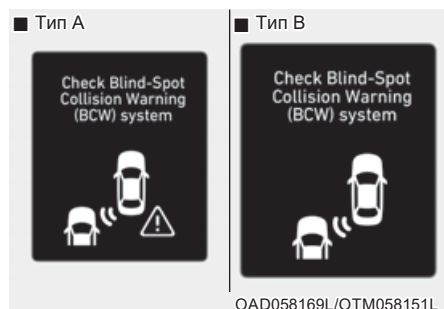 ■ Тип A
Check Blind-Spot
Collision Warning
(BCW) system
■ Тип B
Check Blind-Spot
Collision Warning
(BCW) system
OAD058169L/OTM058151L